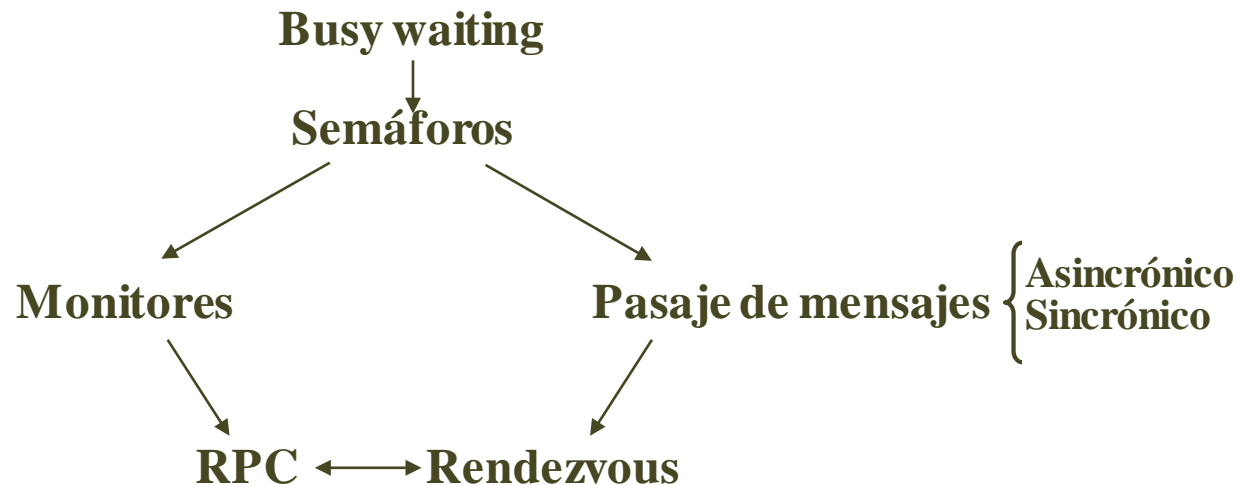 Busy waiting
Semáforos
Monitores
Pasaje de mensajes
Asincrónico
Sincrónico
RPC
Rendezvous